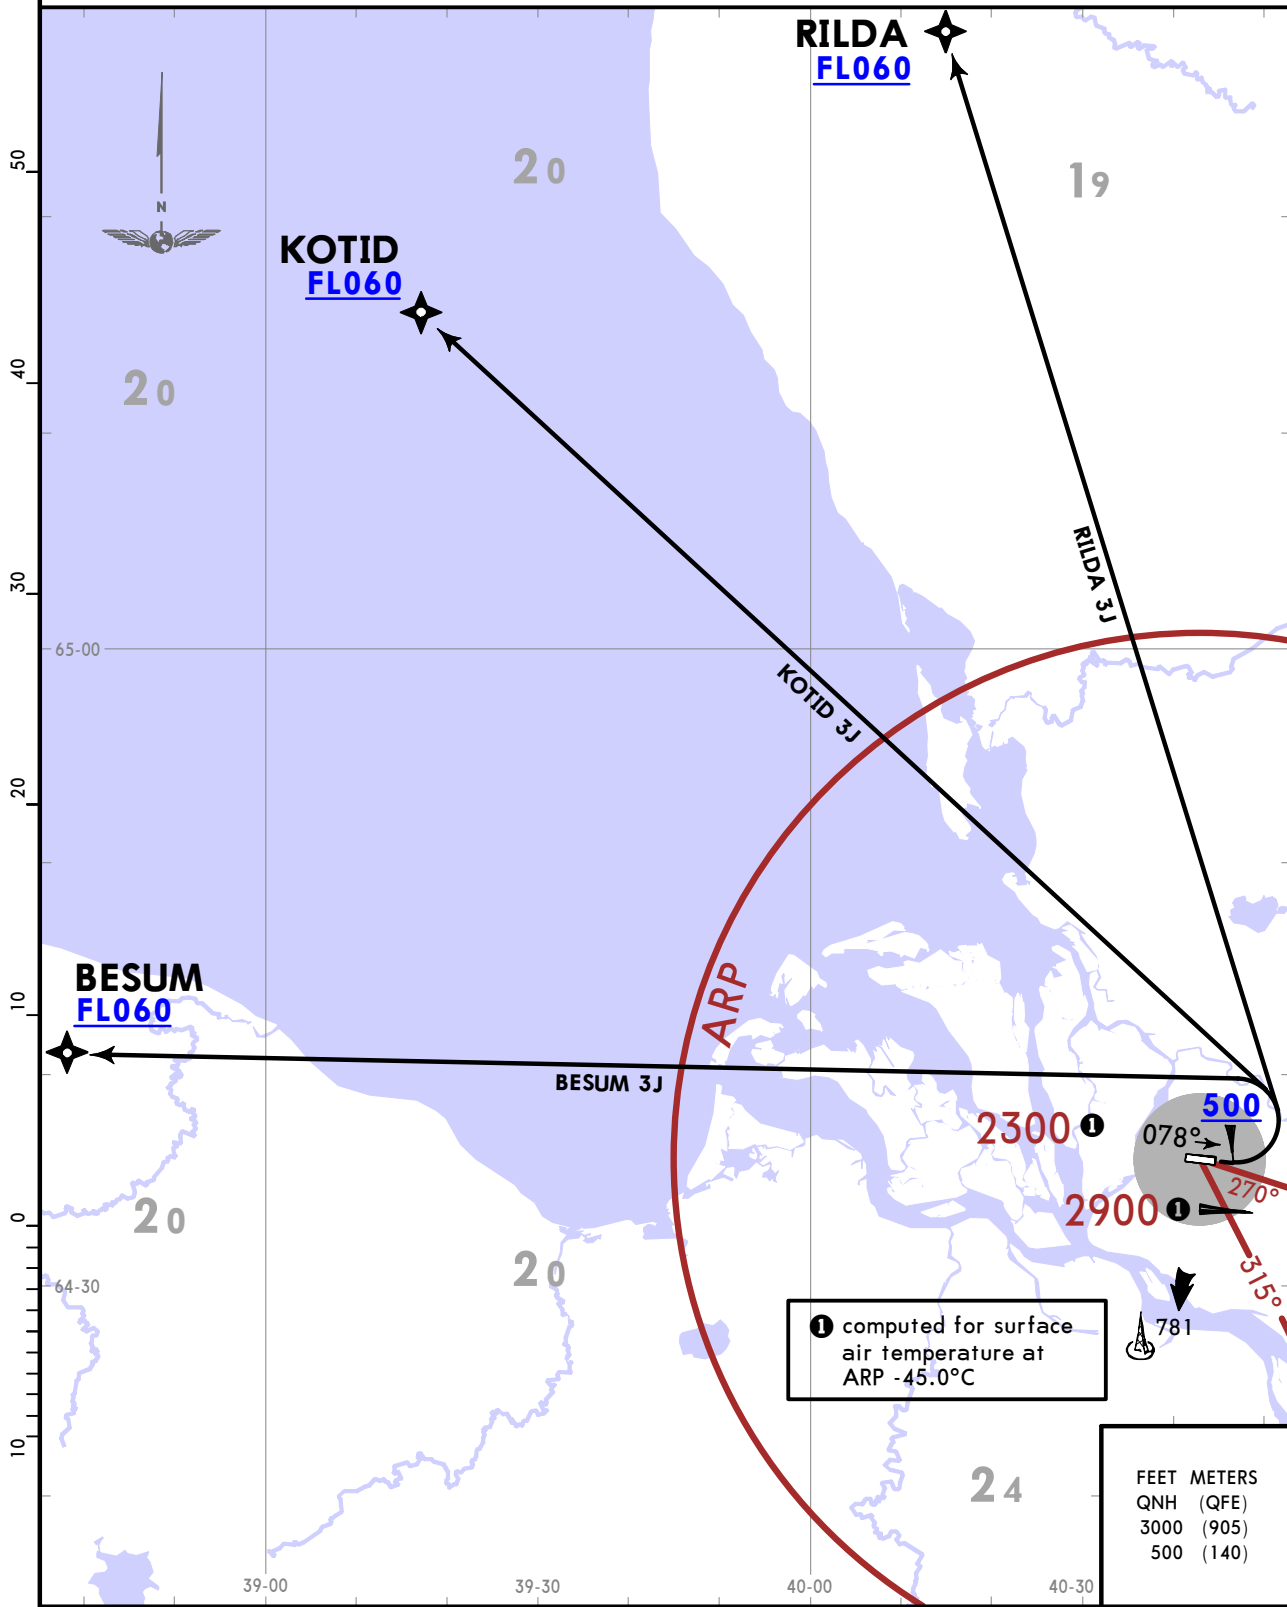 RILDA
FL060
50
20
19
N
KOTID
FL060
40
20
30
RILDA 3J
65-00
KOTID 3J
20
ARP
BESUM
FL060
10
BESUM 3J
500
2300 1
078°
270°
2900 1
0
20
20
64-30
315°
781
1 computed for surface
air temperature at
ARP -45.0°C
10
24
FEET METERS
QNH (QFE)
3000 (905)
500 (140)
39-00
39-30
40-00
40-30